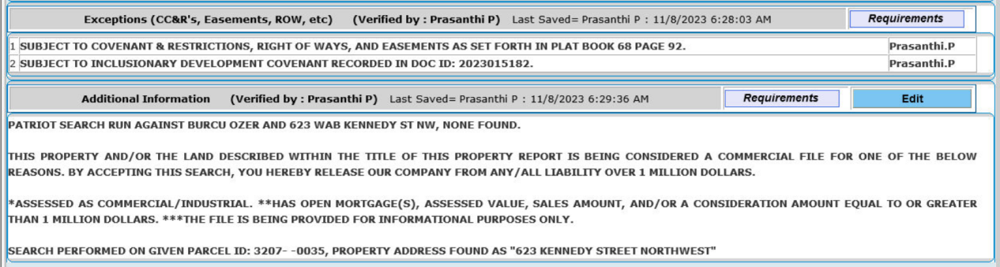 Exceptions (CC&R's, Easements, ROW, etc) (Verified by : Prasanthi P) Last Saved= Prasanthi P : 11/8/2023 6:28:03 AM Requirements
1 SUBJECT TO COVENANT & RESTRICTIONS, RIGHT OF WAYS, AND EASEMENTS AS SET FORTH IN PLAT BOOK 68 PAGE 92. Prasanthi.P
2 SUBJECT TO INCLUSIONARY DEVELOPMENT COVENANT RECORDED IN DOC ID: 2023015182. Prasanthi.P
Additional Information (Verified by : Prasanthi P) Last Saved= Prasanthi P : 11/8/2023 6:29:36 AM Requirements Edit
PATRIOT SEARCH RUN AGAINST BURCU OZER AND 623 WAB KENNEDY ST NW, NONE FOUND.
THIS PROPERTY AND/OR THE LAND DESCRIBED WITHIN THE TITLE OF THIS PROPERTY REPORT IS BEING CONSIDERED A COMMERCIAL FILE FOR ONE OF THE BELOW
REASONS. BY ACCEPTING THIS SEARCH, YOU HEREBY RELEASE OUR COMPANY FROM ANY/ALL LIABILITY OVER 1 MILLION DOLLARS.
*ASSESSED AS COMMERCIAL/INDUSTRIAL. **HAS OPEN MORTGAGE(S), ASSESSED VALUE, SALES AMOUNT, AND/OR A CONSIDERATION AMOUNT EQUAL TO OR GREATER
THAN 1 MILLION DOLLARS. ***THE FILE IS BEING PROVIDED FOR INFORMATIONAL PURPOSES ONLY.
SEARCH PERFORMED ON GIVEN PARCEL ID: 3207- -0035, PROPERTY ADDRESS FOUND AS "623 KENNEDY STREET NORTHWEST"